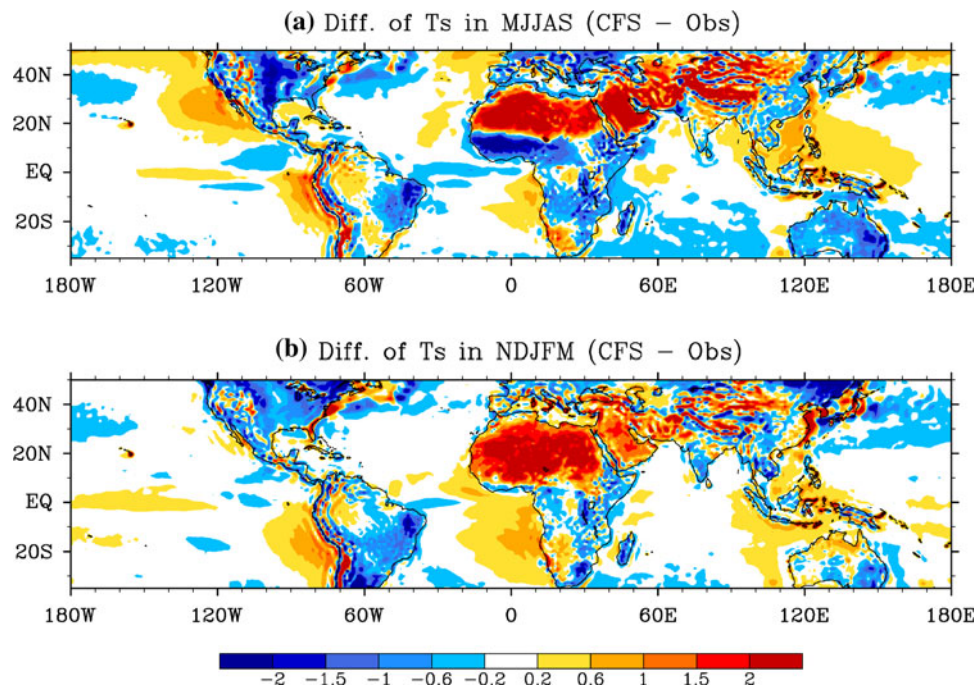 (a) Diff. of Ts in MJJAS (CFS − Obs)
40N
20N
EQ
20S
180W 120W 60W 0 60E 120E 180E
(b) Diff. of Ts in NDJFM (CFS − Obs)
40N
20N
EQ
20S
180W 120W 60W 0 60E 120E 180E
−2 −1.5 −1 −0.6 −0.2 0.2 0.6 1 1.5 2